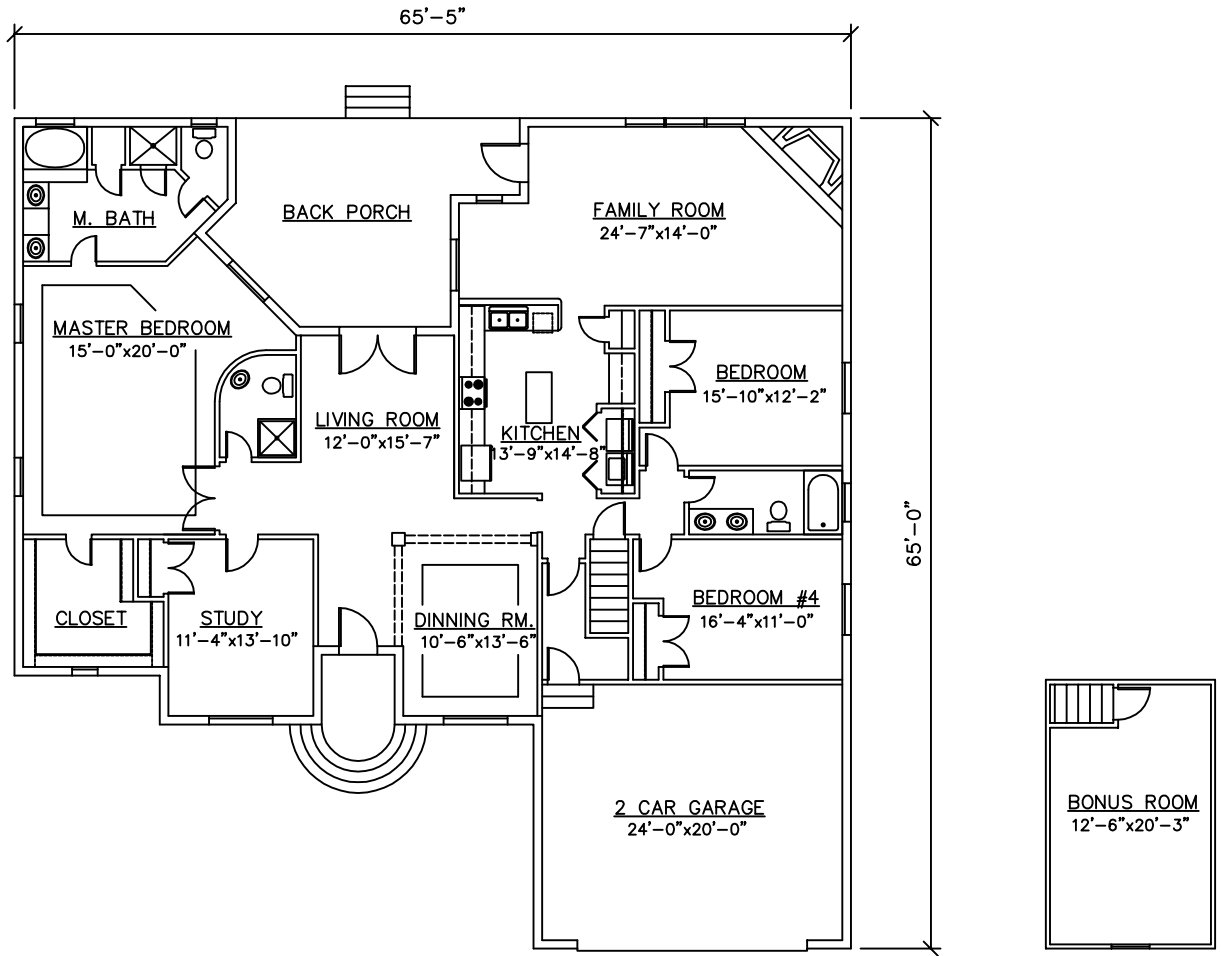 65'-5"
M. BATH
BACK PORCH
FAMILY ROOM
24'-7"x14'-0"
MASTER BEDROOM
15'-0"x20'-0"
LIVING ROOM
12'-0"x15'-7"
KITCHEN
13'-9"x14'-8"
BEDROOM
15'-10"x12'-2"
65'-0"
CLOSET
STUDY
11'-4"x13'-10"
DINNING RM.
10'-6"x13'-6"
BEDROOM #4
16'-4"x11'-0"
2 CAR GARAGE
24'-0"x20'-0"
BONUS ROOM
12'-6"x20'-3"